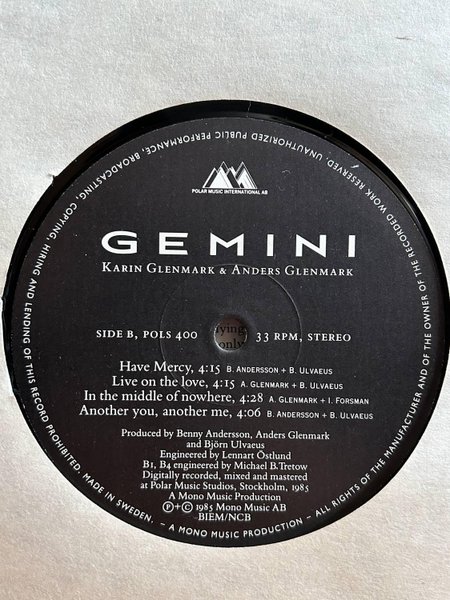 POLAR MUSIC INTERNATIONAL AB
GEMINI
KARIN GLENMARK & ANDERS GLENMARK
SIDE B, POLS 400
ying
only
33 RPM, STEREO
Have Mercy, 4:15 B. ANDERSSON + B. ULVAEUS
Live on the love, 4:15 A. GLENMARK + B. ULVAEUS
In the middle of nowhere, 4:28 A. GLENMARK + I. FORSMAN
Another you, another me, 4:06 B. ANDERSSON + B. ULVAEUS
Produced by Benny Andersson, Anders Glenmark
and Björn Ulvaeus
Engineered by Lennart Östlund
B1, B4 engineered by Michael B. Tretow
Digitally recorded, mixed and mastered
at Polar Music Studios, Stockholm, 1985
A Mono Music Production
Ⓟ+© 1985 Mono Music AB
BIEM/NCB
- A MONO MUSIC PRODUCTION - ALL RIGHTS OF THE MANUFACTURER AND OF THE OWNER OF THE RECORDED WORK RESERVED. UNAUTHORIZED PUBLIC PERFORMANCE, BROADCASTING, COPYING, HIRING AND LENDING OF THIS RECORD PROHIBITED. MADE IN SWEDEN.